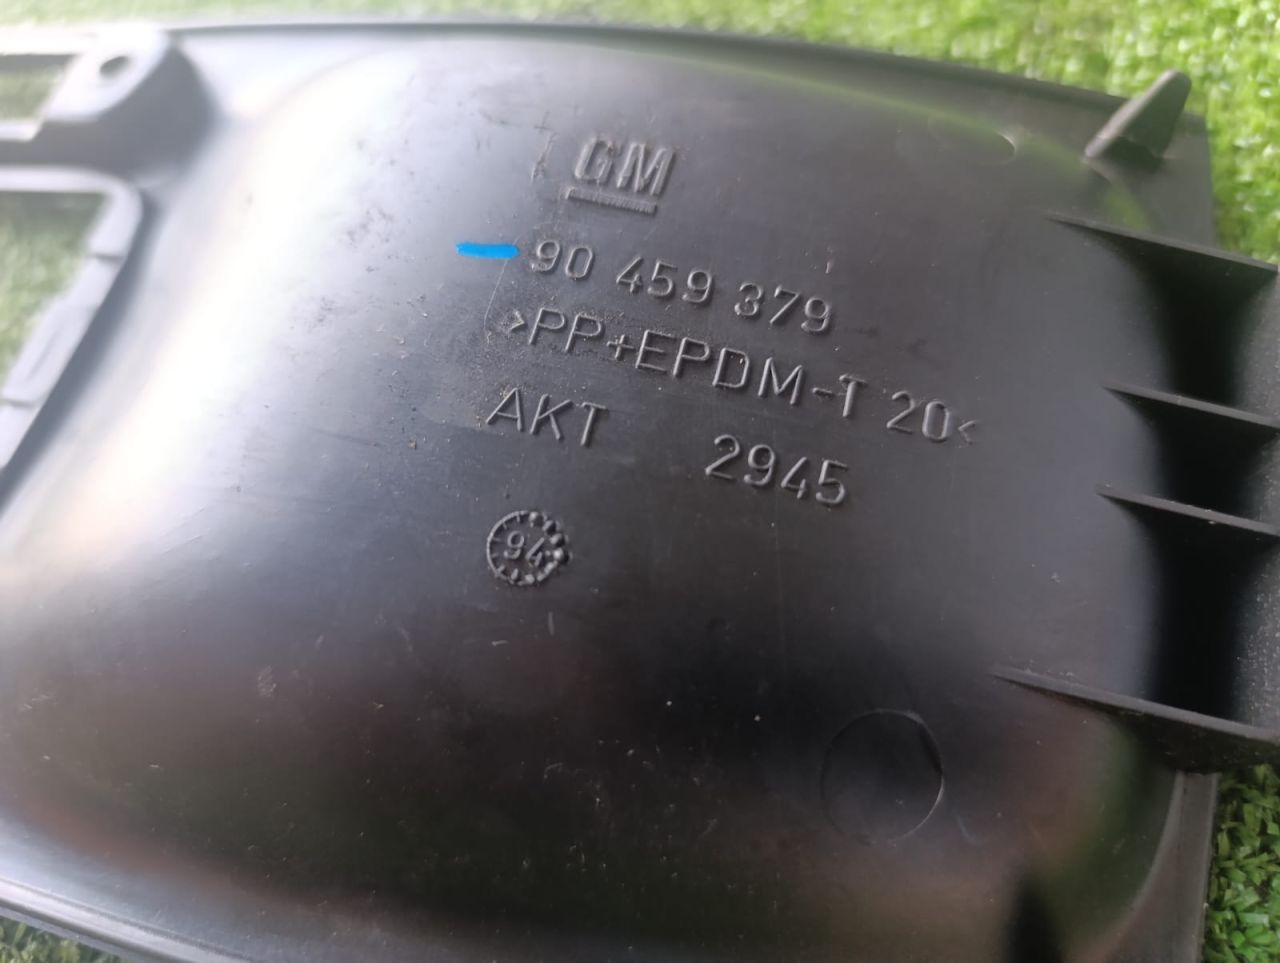 GM
90 459 379
>PP+EPDM-T 20<
AKT 2945
94